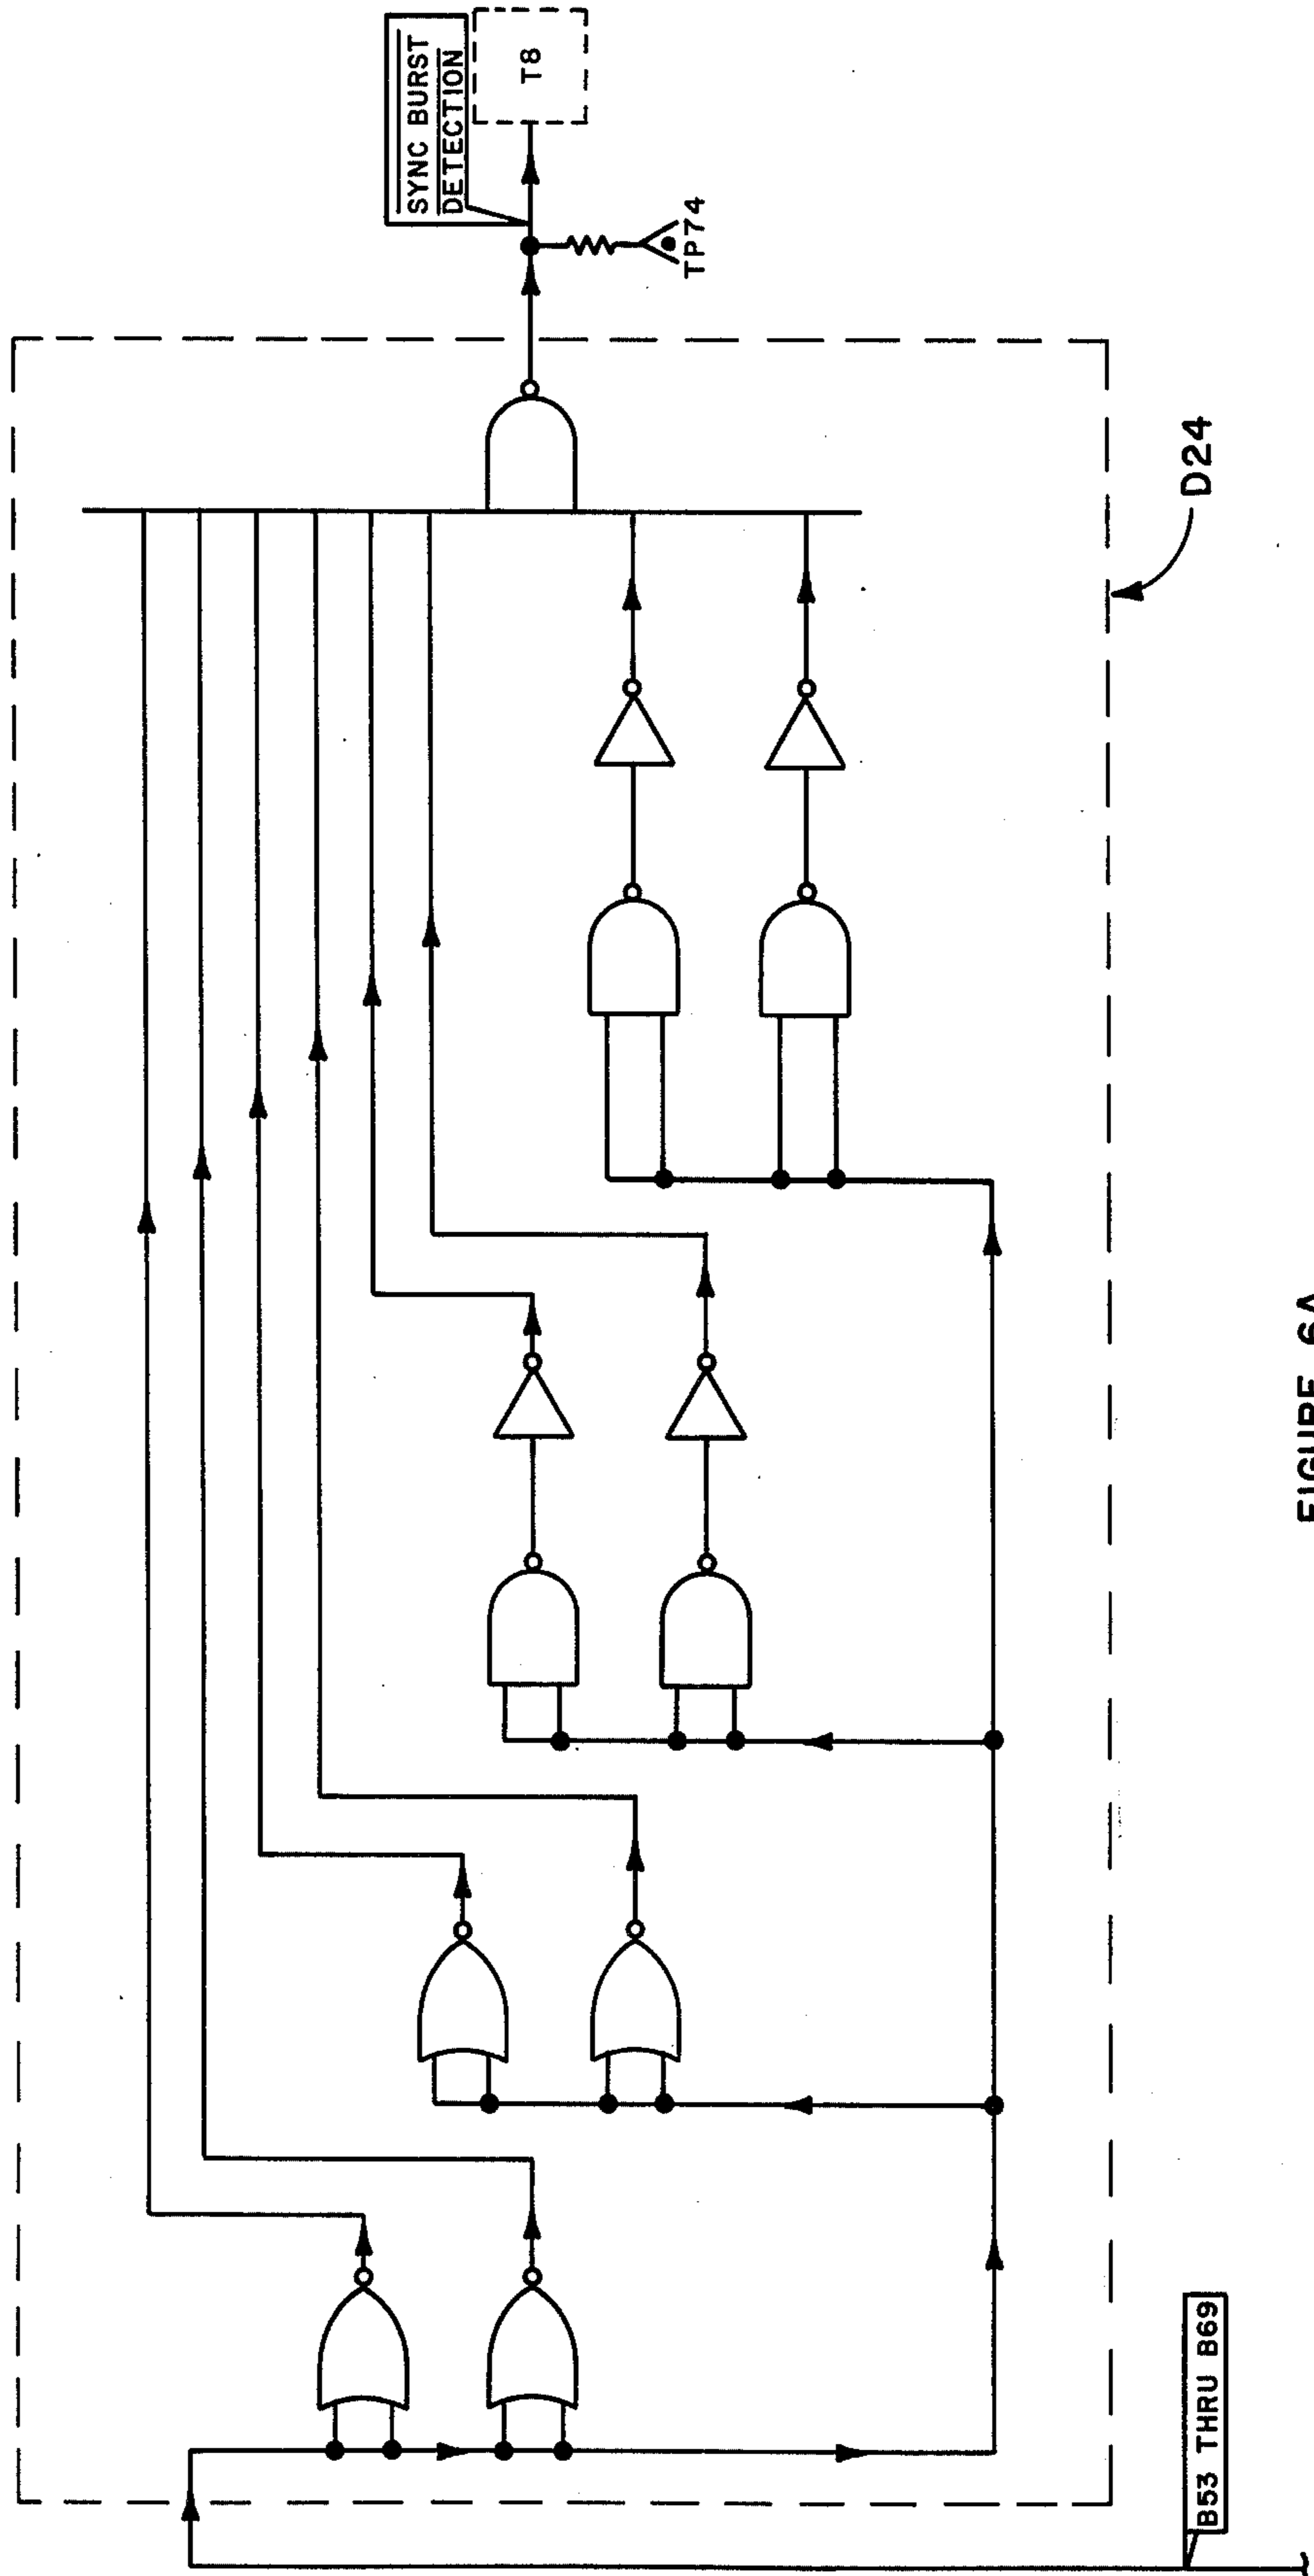 SYNC BURST
DETECTION
T8
TP74
D24
B53 THRU B69
FIGURE 6A